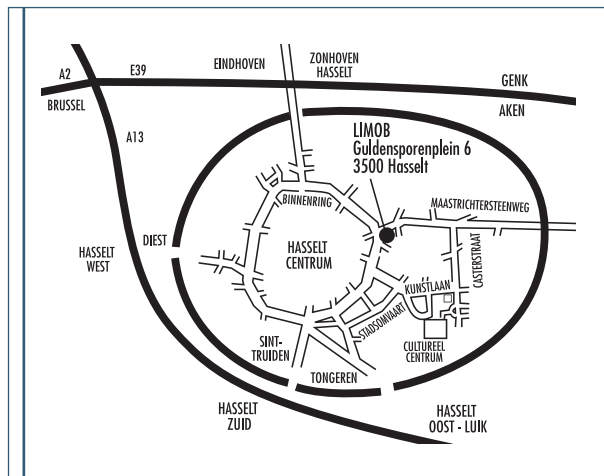 EINDHOVEN
ZONHOVEN
HASSELT
A2
E39
GENK
BRUSSEL
AKEN
A13
LIMOB
Guldensporenplein 6
3500 Hasselt
BINNENRING
MAASTRICHTERSTEENWEG
DIEST
HASSELT
WEST
HASSELT
CENTRUM
CASTERSTRAAT
KUNSTLAAN
STADSOMVAART
SINT-
TRUIDEN
CULTUREEL
CENTRUM
TONGEREN
HASSELT
ZUID
HASSELT
OOST - LUIK